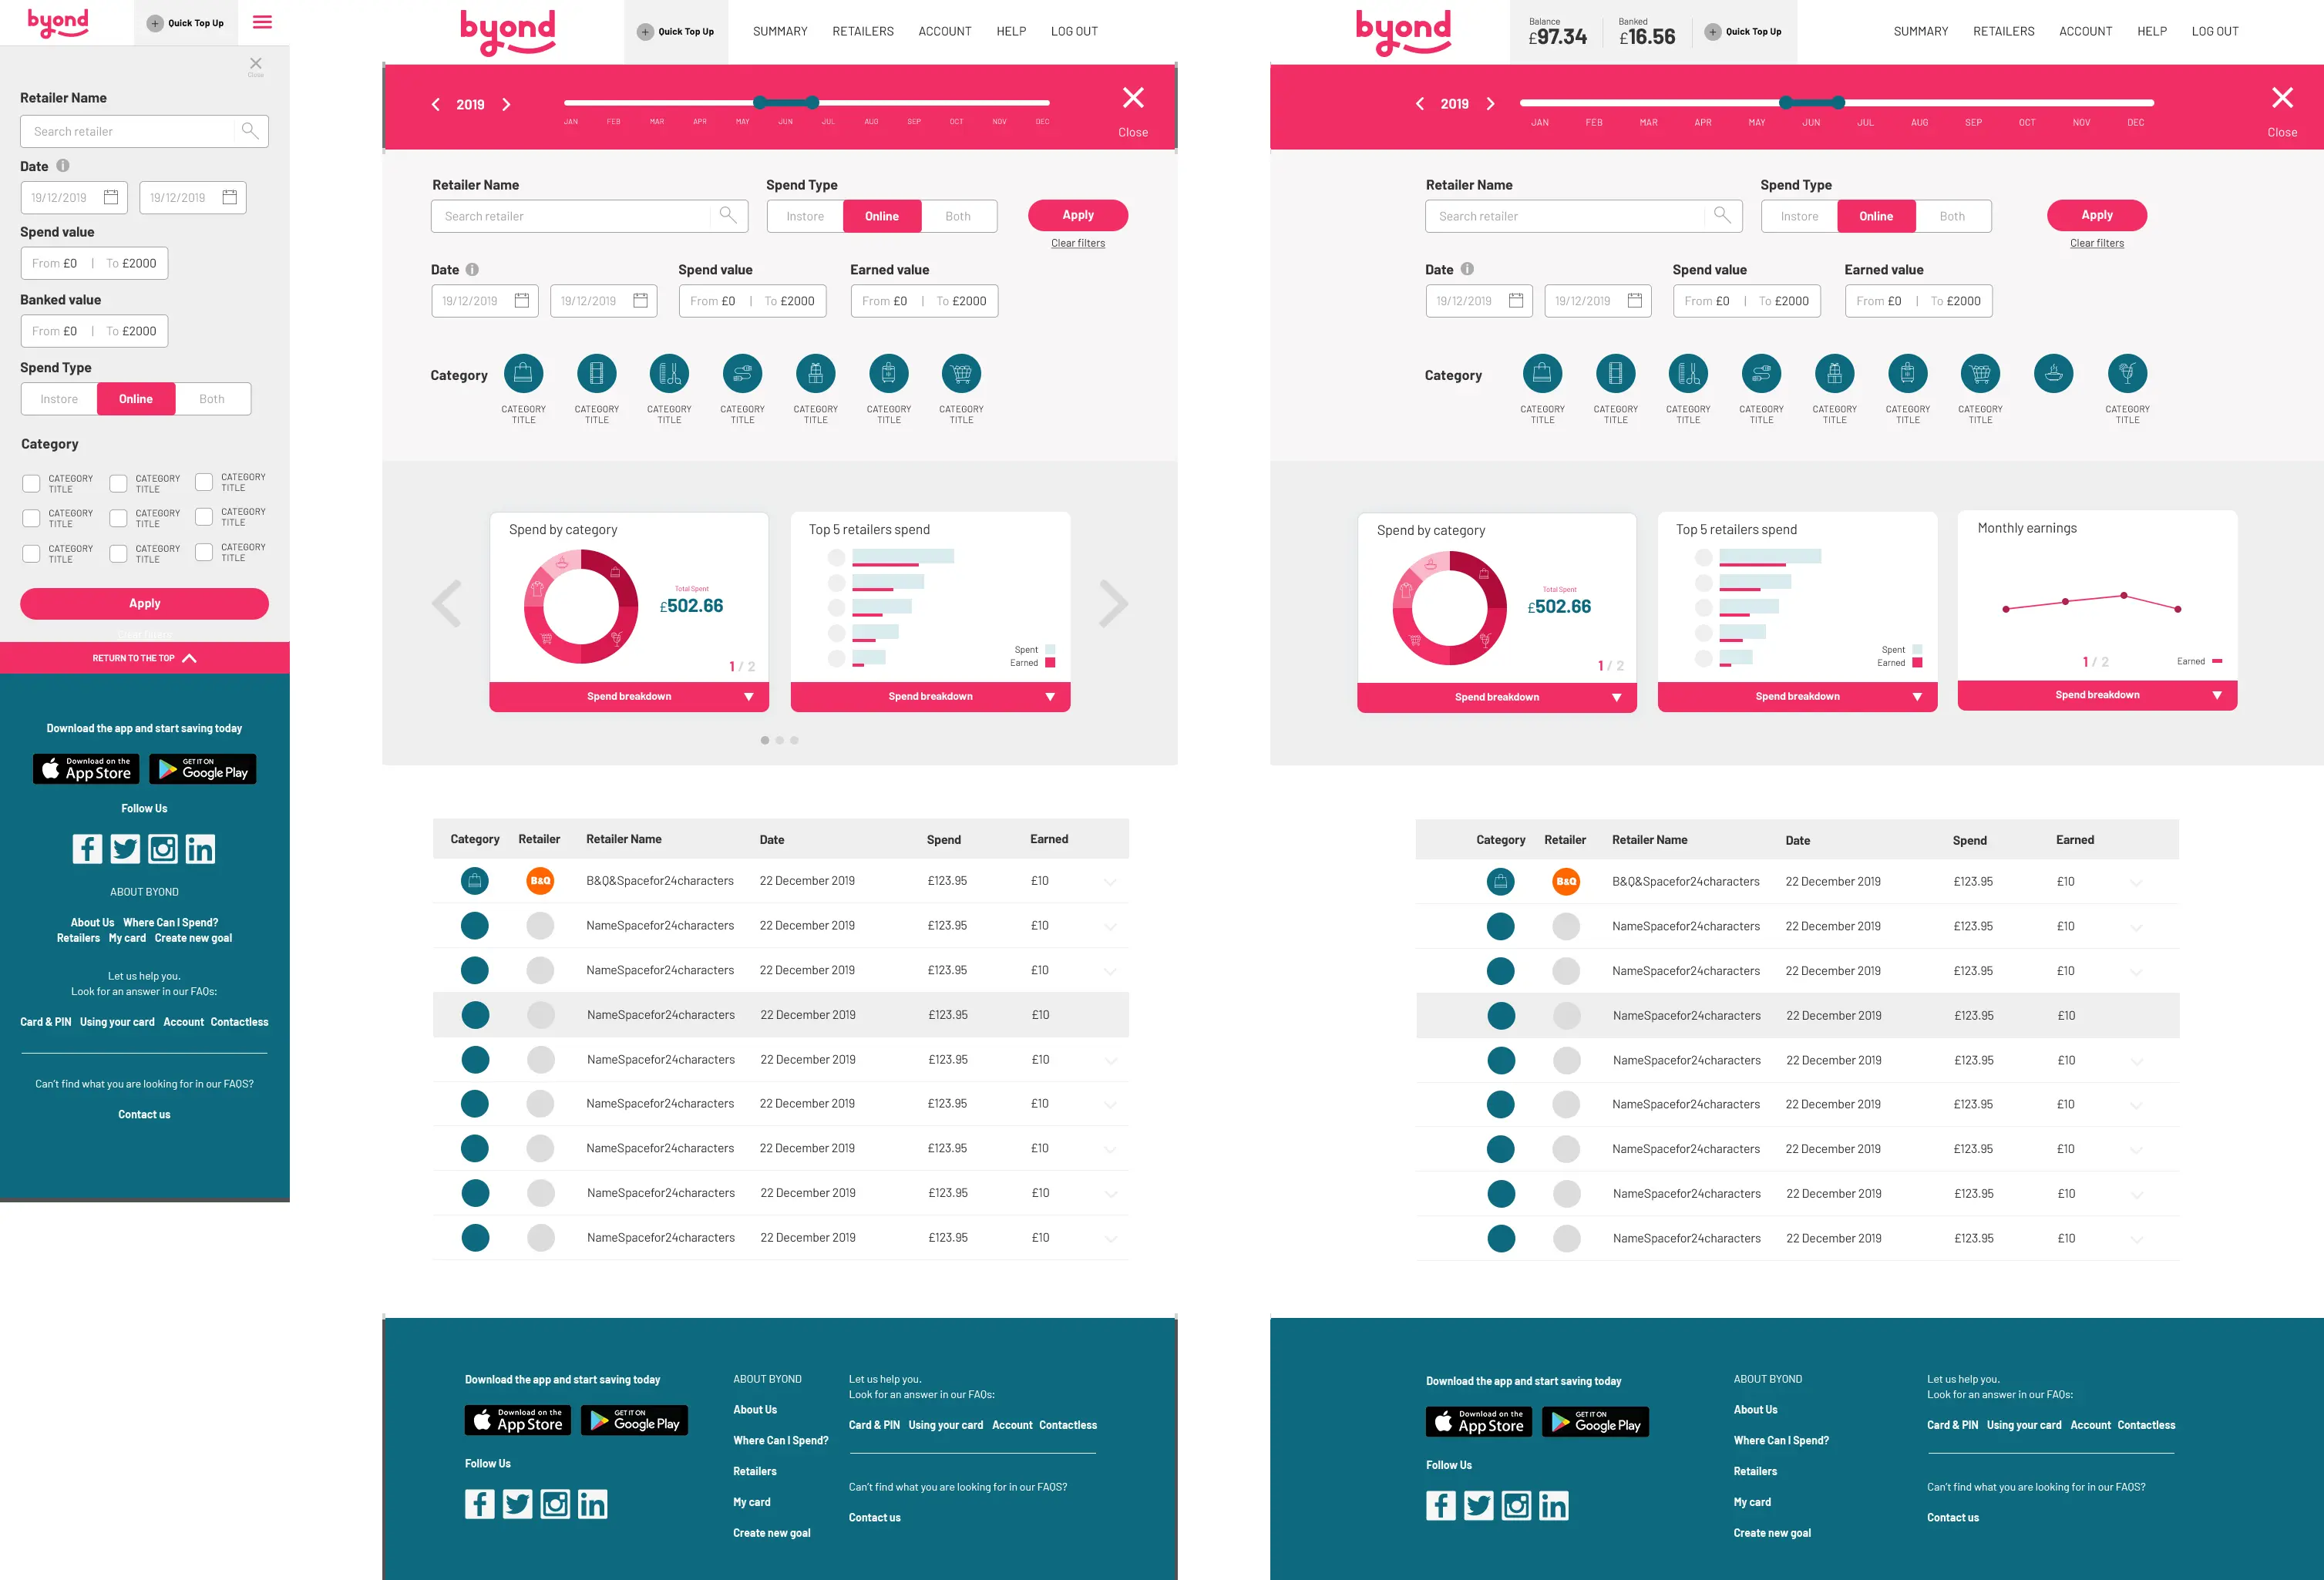 byond
Quick Top Up
Close
Retailer Name
Search retailer
Date
19/12/2019 19/12/2019
Spend value
From £0 | To £2000
Banked value
From £0 | To £2000
Spend Type
Instore Online Both
Category
CATEGORY TITLE CATEGORY TITLE CATEGORY TITLE
CATEGORY TITLE CATEGORY TITLE CATEGORY TITLE
CATEGORY TITLE CATEGORY TITLE CATEGORY TITLE
Apply
Clear filters
RETURN TO THE TOP
Download the app and start saving today
Download on the App Store GET IT ON Google Play
Follow Us
ABOUT BYOND
About Us Where Can I Spend?
Retailers My card Create new goal
Let us help you.
Look for an answer in our FAQs:
Card & PIN Using your card Account Contactless
Can't find what you are looking for in our FAQS?
Contact us
byond
Quick Top Up
SUMMARY RETAILERS ACCOUNT HELP LOG OUT
2019
JAN FEB MAR APR MAY JUN JUL AUG SEP OCT NOV DEC
Close
Retailer Name Spend Type
Search retailer Instore Online Both Apply
Clear filters
Date Spend value Earned value
19/12/2019 19/12/2019 From £0 | To £2000 From £0 | To £2000
Category
CATEGORY TITLE CATEGORY TITLE CATEGORY TITLE CATEGORY TITLE CATEGORY TITLE CATEGORY TITLE CATEGORY TITLE
Spend by category
Total Spent
£502.66
1 / 2
Spend breakdown
Top 5 retailers spend
Spent
Earned
Spend breakdown
Category Retailer Retailer Name Date Spend Earned
B&Q B&Q&Spacefor24characters 22 December 2019 £123.95 £10
NameSpacefor24characters 22 December 2019 £123.95 £10
NameSpacefor24characters 22 December 2019 £123.95 £10
NameSpacefor24characters 22 December 2019 £123.95 £10
NameSpacefor24characters 22 December 2019 £123.95 £10
NameSpacefor24characters 22 December 2019 £123.95 £10
NameSpacefor24characters 22 December 2019 £123.95 £10
NameSpacefor24characters 22 December 2019 £123.95 £10
NameSpacefor24characters 22 December 2019 £123.95 £10
Download the app and start saving today
Download on the App Store GET IT ON Google Play
Follow Us
ABOUT BYOND
About Us
Where Can I Spend?
Retailers
My card
Create new goal
Let us help you.
Look for an answer in our FAQs:
Card & PIN Using your card Account Contactless
Can't find what you are looking for in our FAQS?
Contact us
byond
Balance
£97.34
Banked
£16.56
Quick Top Up
SUMMARY RETAILERS ACCOUNT HELP LOG OUT
2019
JAN FEB MAR APR MAY JUN JUL AUG SEP OCT NOV DEC
Close
Retailer Name Spend Type
Search retailer Instore Online Both Apply
Clear filters
Date Spend value Earned value
19/12/2019 19/12/2019 From £0 | To £2000 From £0 | To £2000
Category
CATEGORY TITLE CATEGORY TITLE CATEGORY TITLE CATEGORY TITLE CATEGORY TITLE CATEGORY TITLE CATEGORY TITLE CATEGORY TITLE
Spend by category
Total Spent
£502.66
1 / 2
Spend breakdown
Top 5 retailers spend
Spent
Earned
Spend breakdown
Monthly earnings
1 / 2
Earned
Spend breakdown
Category Retailer Retailer Name Date Spend Earned
B&Q B&Q&Spacefor24characters 22 December 2019 £123.95 £10
NameSpacefor24characters 22 December 2019 £123.95 £10
NameSpacefor24characters 22 December 2019 £123.95 £10
NameSpacefor24characters 22 December 2019 £123.95 £10
NameSpacefor24characters 22 December 2019 £123.95 £10
NameSpacefor24characters 22 December 2019 £123.95 £10
NameSpacefor24characters 22 December 2019 £123.95 £10
NameSpacefor24characters 22 December 2019 £123.95 £10
NameSpacefor24characters 22 December 2019 £123.95 £10
Download the app and start saving today
Download on the App Store GET IT ON Google Play
Follow Us
ABOUT BYOND
About Us
Where Can I Spend?
Retailers
My card
Create new goal
Let us help you.
Look for an answer in our FAQs:
Card & PIN Using your card Account Contactless
Can't find what you are looking for in our FAQS?
Contact us